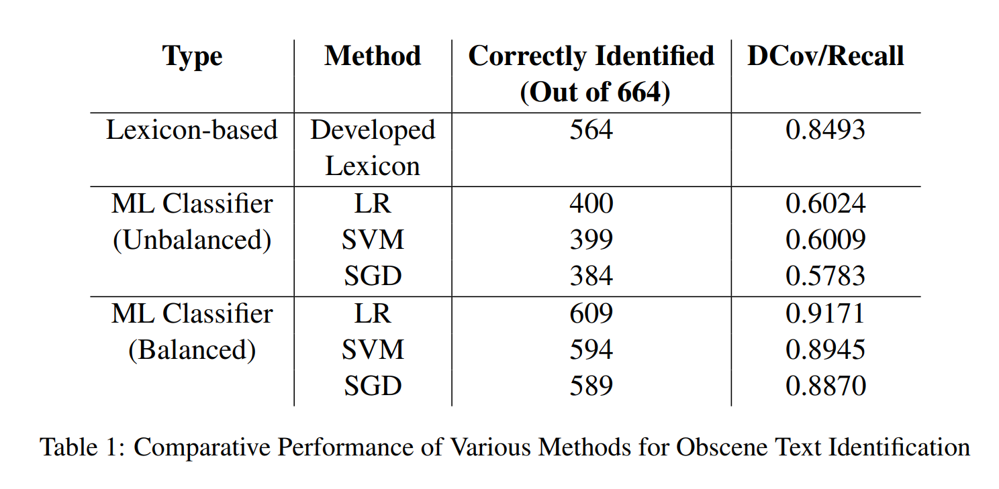 Type Method Correctly Identified DCov/Recall
(Out of 664)
Lexicon-based Developed 564 0.8493
Lexicon
ML Classifier LR 400 0.6024
(Unbalanced) SVM 399 0.6009
SGD 384 0.5783
ML Classifier LR 609 0.9171
(Balanced) SVM 594 0.8945
SGD 589 0.8870
Table 1: Comparative Performance of Various Methods for Obscene Text Identification